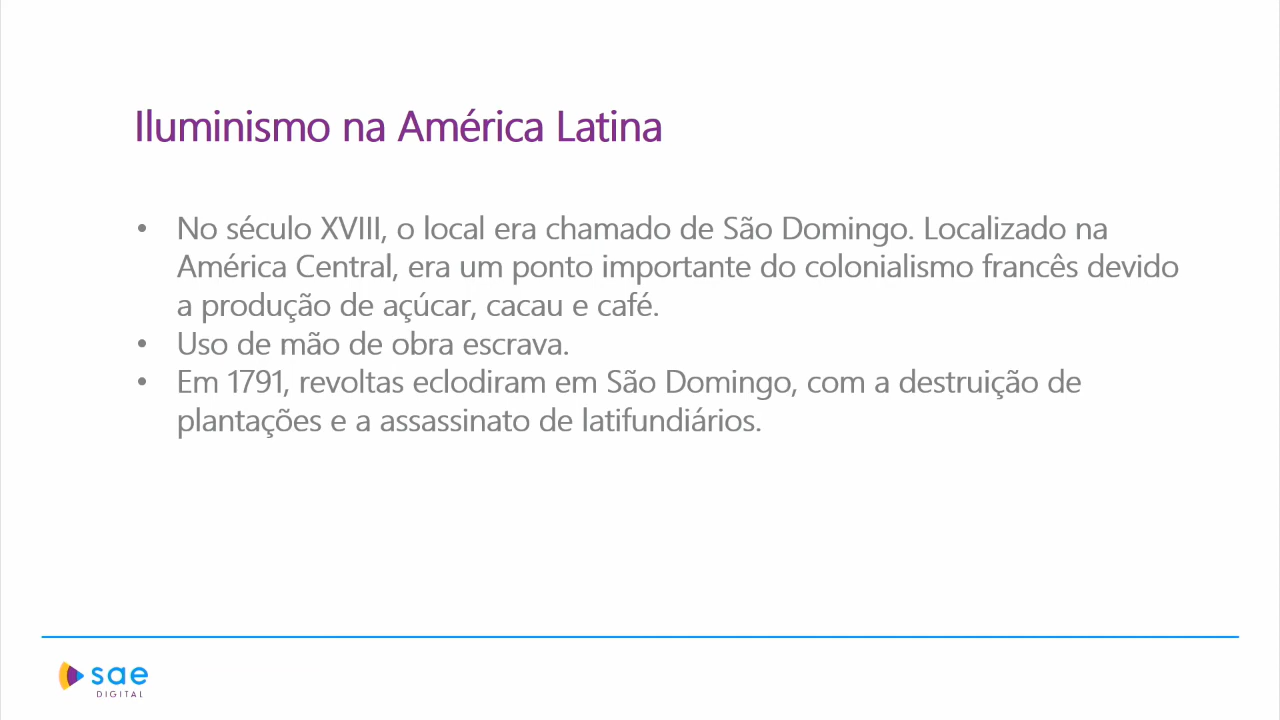 Iluminismo na América Latina
• No século XVIII, o local era chamado de São Domingo. Localizado na
América Central, era um ponto importante do colonialismo francês devido
a produção de açúcar, cacau e café.
• Uso de mão de obra escrava.
• Em 1791, revoltas eclodiram em São Domingo, com a destruição de
plantações e a assassinato de latifundiários.
sae
DIGITAL